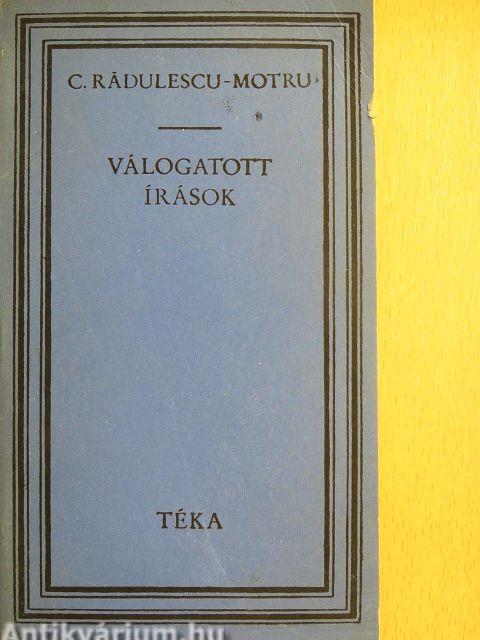 C. RĂDULESCU-MOTRU
VÁLOGATOTT
ÍRÁSOK
TÉKA
Antikvárium.hu